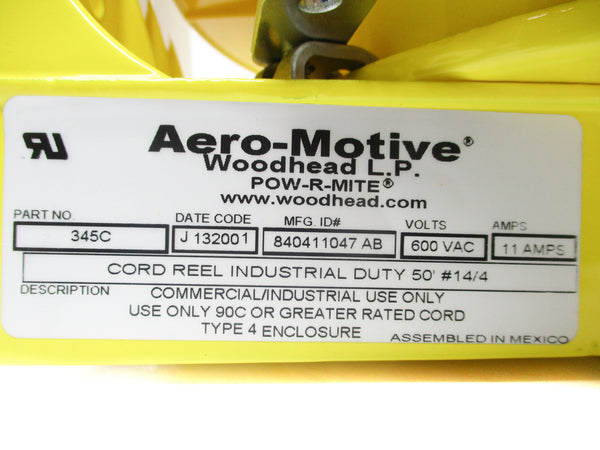 RU
Aero-Motive®
Woodhead L.P.
POW-R-MITE®
www.woodhead.com
PART NO. DATE CODE MFG. ID# VOLTS AMPS
345C J 132001 840411047 AB 600 VAC 11 AMPS
CORD REEL INDUSTRIAL DUTY 50' #14/4
DESCRIPTION COMMERCIAL/INDUSTRIAL USE ONLY
USE ONLY 90C OR GREATER RATED CORD
TYPE 4 ENCLOSURE
ASSEMBLED IN MEXICO